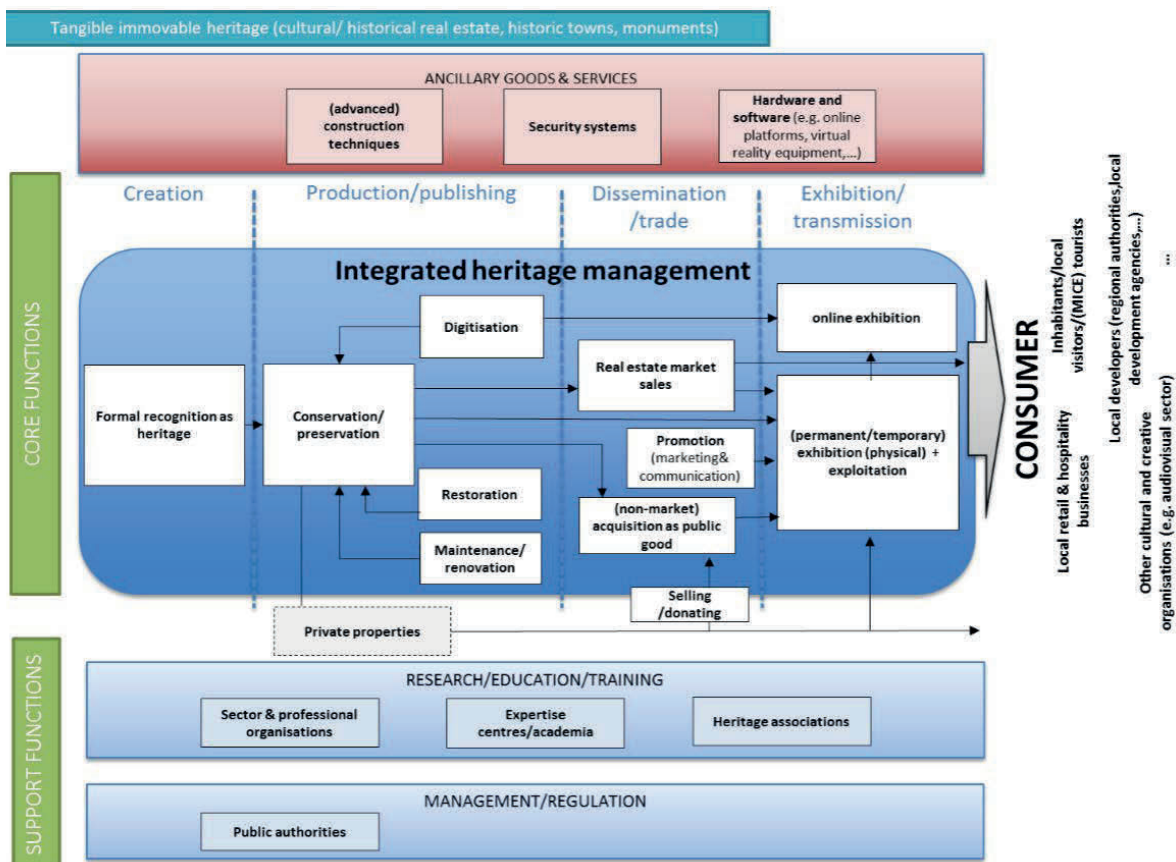 Tangible immovable heritage (cultural/ historical real estate, historic towns, monuments)
ANCILLARY GOODS & SERVICES
(advanced)
construction
techniques
Security systems
Hardware and
software (e.g. online
platforms, virtual
reality equipment,...)
CORE FUNCTIONS
Creation
Production/publishing
Dissemination
/trade
Exhibition/
transmission
Integrated heritage management
Digitisation
online exhibition
Real estate market
sales
Formal recognition as
heritage
Conservation/
preservation
Promotion
(marketing&
communication)
(permanent/temporary)
exhibition (physical) +
exploitation
Restoration
(non-market)
acquisition as public
good
Maintenance/
renovation
Selling
/donating
Private properties
CONSUMER
Inhabitants/local
visitors/(MICE) tourists
Local retail & hospitality
businesses
Local developers (regional authorities,local
development agencies,...)
Other cultural and creative
organisations (e.g. audiovisual sector)
...
SUPPORT FUNCTIONS
RESEARCH/EDUCATION/TRAINING
Sector & professional
organisations
Expertise
centres/academia
Heritage associations
MANAGEMENT/REGULATION
Public authorities